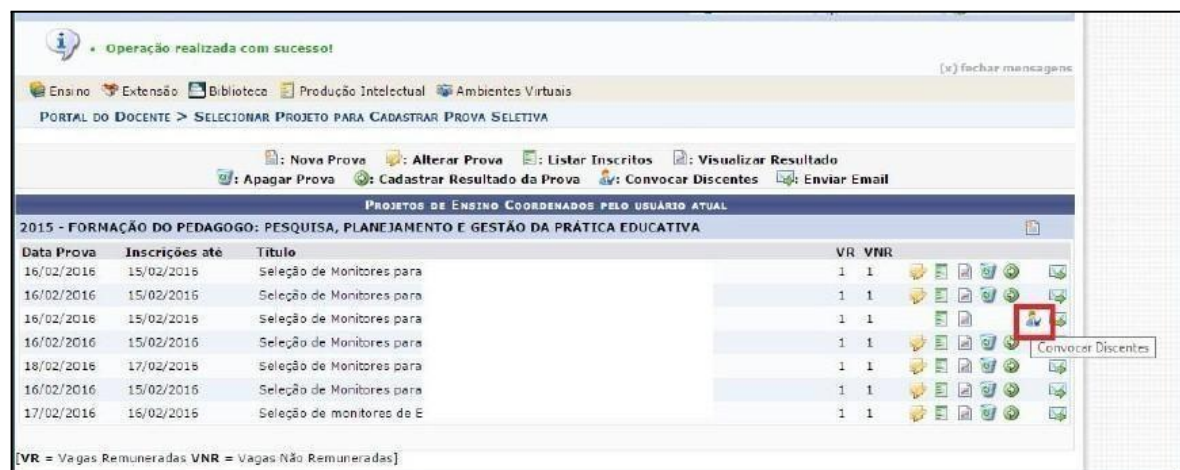 Operação realizada com sucesso!
(x) fechar mensagens
Ensino Extensão Biblioteca Produção Intelectual Ambientes Virtuais
PORTAL DO DOCENTE > SELECIONAR PROJETO PARA CADASTRAR PROVA SELETIVA
: Nova Prova : Alterar Prova : Listar Inscritos : Visualizar Resultado
: Apagar Prova : Cadastrar Resultado da Prova : Convocar Discentes : Enviar Email
PROJETOS DE ENSINO COORDENADOS PELO USUÁRIO ATUAL
2015 - FORMAÇÃO DO PEDAGOGO: PESQUISA, PLANEJAMENTO E GESTÃO DA PRÁTICA EDUCATIVA
Data Prova Inscrições até Título VR VNR
16/02/2016 15/02/2016 Seleção de Monitores para 1 1
16/02/2016 15/02/2016 Seleção de Monitores para 1 1
16/02/2016 15/02/2016 Seleção de Monitores para 1 1
16/02/2016 15/02/2016 Seleção de Monitores para 1 1
Convocar Discentes
18/02/2016 17/02/2016 Seleção de Monitores para 1 1
16/02/2016 15/02/2016 Seleção de Monitores para 1 1
17/02/2016 16/02/2016 Seleção de monitores de E 1 1
[VR = Vagas Remuneradas VNR = Vagas Não Remuneradas]